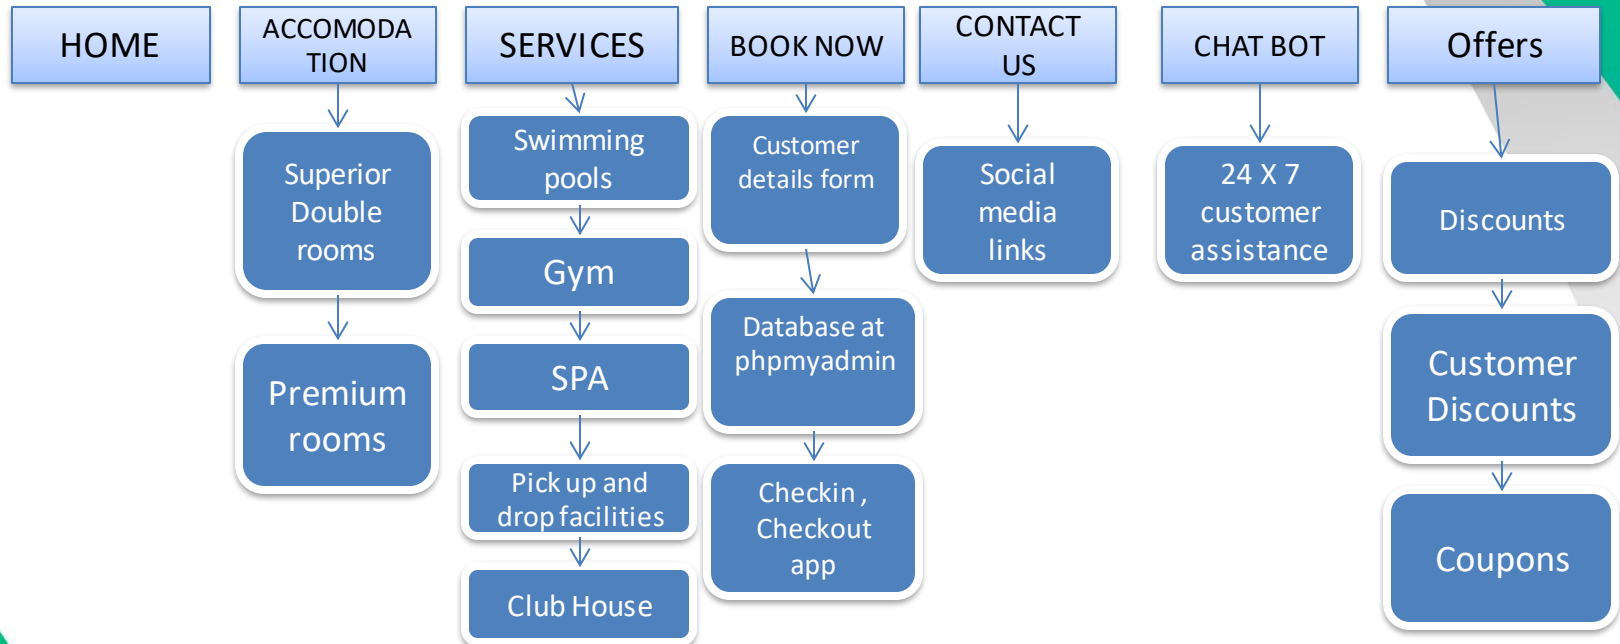 HOME
ACCOMODA
TION
SERVICES
BOOK NOW
CONTACT
US
CHAT BOT
Offers
Superior
Double
rooms
Premium
rooms
Swimming
pools
Gym
SPA
Pick up and
drop facilities
Club House
Customer
details form
Database at
phpmyadmin
Checkin ,
Checkout
app
Social
media
links
24 X 7
customer
assistance
Discounts
Customer
Discounts
Coupons